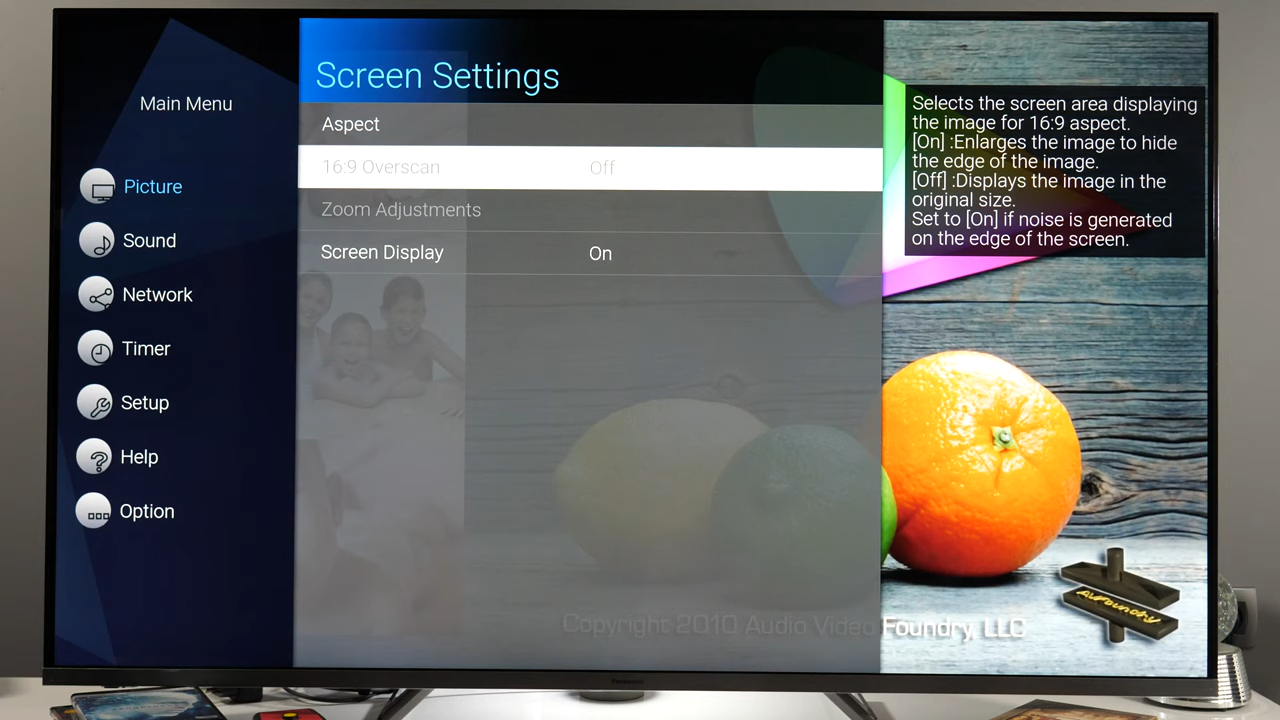 Main Menu
Picture
Sound
Network
Timer
Setup
Help
Option
Screen Settings
Aspect
16:9 Overscan Off
Zoom Adjustments
Screen Display On
Selects the screen area displaying
the image for 16:9 aspect.
[On] :Enlarges the image to hide
the edge of the image.
[Off] :Displays the image in the
original size.
Set to [On] if noise is generated
on the edge of the screen.
AVFoundry
Copyright 2010 Audio Video Foundry, LLC
Panasonic